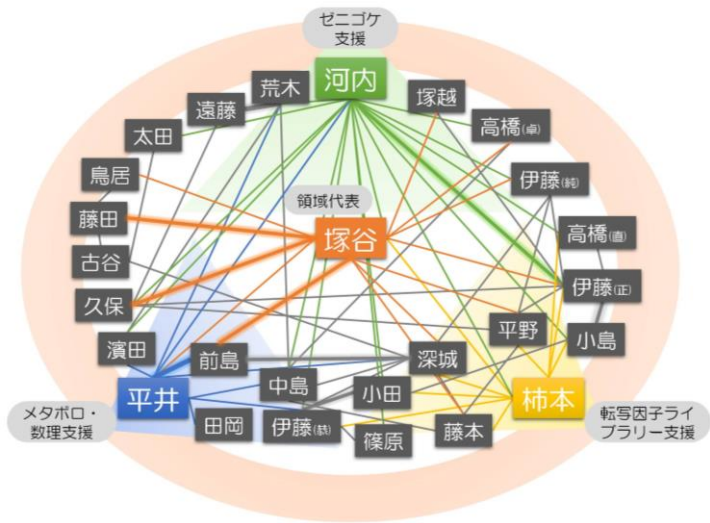 ゼニゴケ
支援
河内
荒木
塚越
遠藤
高橋(卓)
太田
鳥居
伊藤(純)
領域代表
藤田
塚谷
高橋(直)
古谷
伊藤(正)
久保
平野
小島
濱田
前島
深城
中島
小田
平井
柿本
メタボロ・
数理支援
田岡
伊藤(恭)
篠原
藤本
転写因子ライ
ブラリー支援